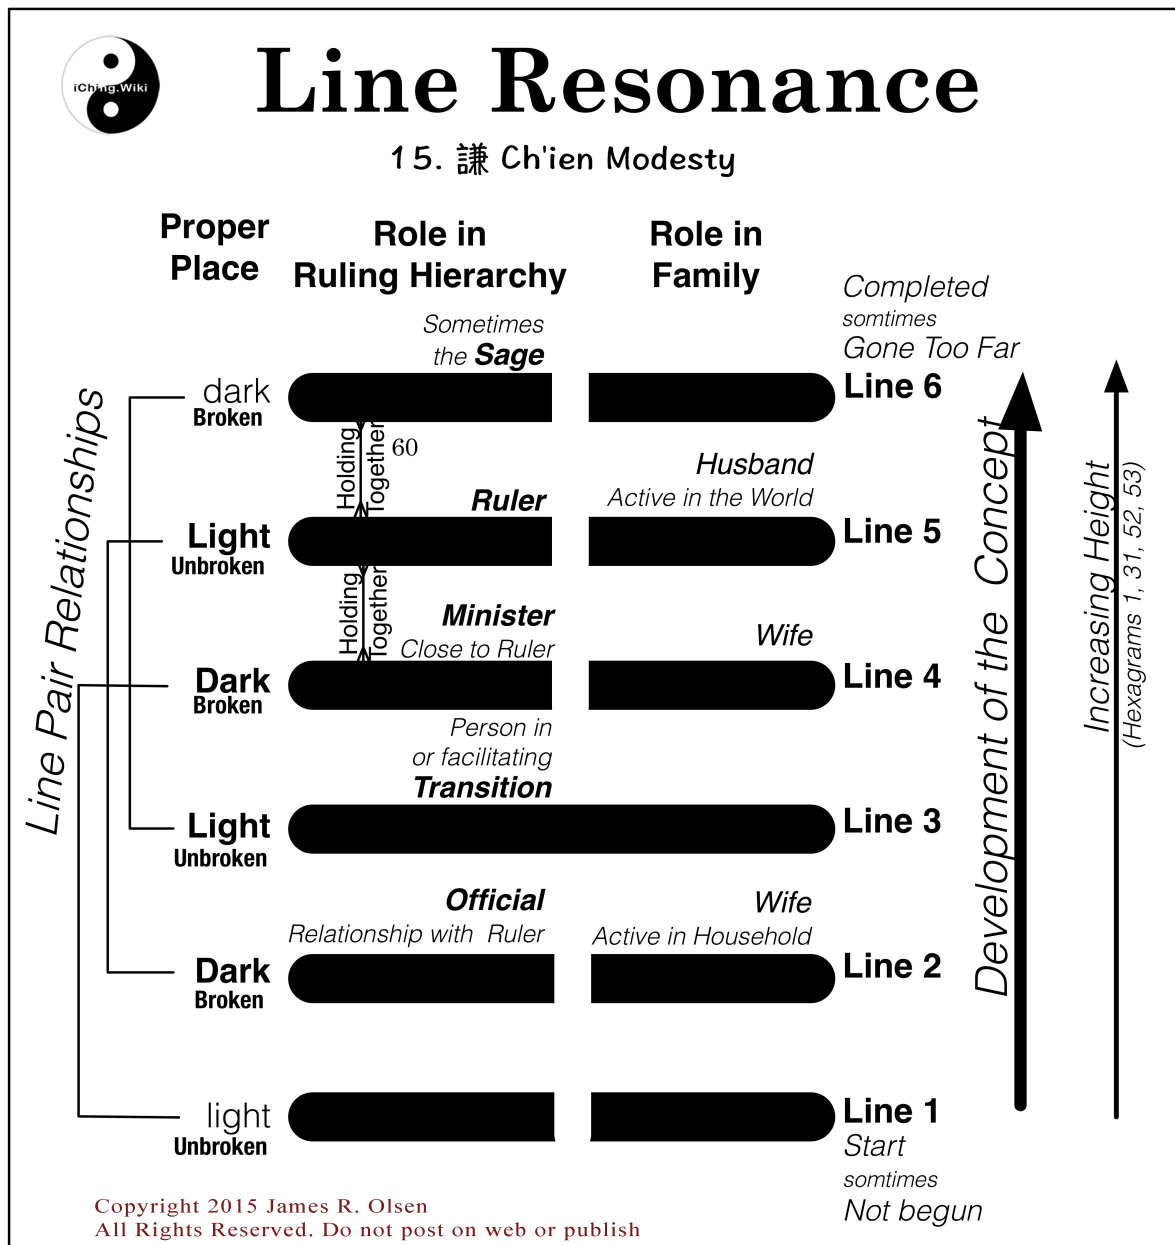 iChing.Wiki
Line Resonance
15. 謙 Ch'ien Modesty
Proper
Place
Role in
Ruling Hierarchy
Role in
Family
Completed
somtimes
Gone Too Far
Sometimes
the Sage
Line 6
dark
Broken
Holding
Together
60
Husband
Active in the World
Ruler
Line 5
Light
Unbroken
Holding
Together
Minister
Close to Ruler
Wife
Line 4
Dark
Broken
Person in
or facilitating
Transition
Line 3
Light
Unbroken
Official
Relationship with Ruler
Wife
Active in Household
Line 2
Dark
Broken
Line 1
light
Unbroken
Start
somtimes
Not begun
Line Pair Relationships
Development of the Concept
Increasing Height
(Hexagrams 1, 31, 52, 53)
Copyright 2015 James R. Olsen
All Rights Reserved. Do not post on web or publish